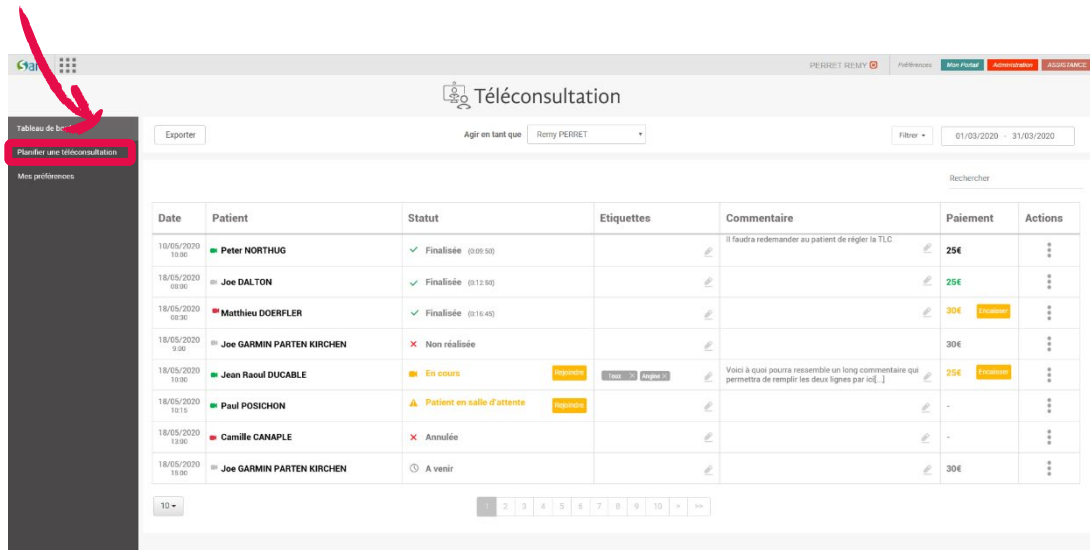 Sara
PERRET REMY
Préférences
Mon Portail
Administration
ASSISTANCE
Téléconsultation
Tableau de bo
Planifier une téléconsultation
Mes préférences
Exporter
Agir en tant que Remy PERRET
Filtrer
01/03/2020 - 31/03/2020
Rechercher
Date Patient Statut Etiquettes Commentaire Paiement Actions
10/05/2020 Il faudra redemander au patient de régler la TLC
10:00 Peter NORTHUG Finalisée (0:09:50) 25€
18/05/2020 Joe DALTON Finalisée (0:12:50) 25€
08:00
18/05/2020 Matthieu DOERFLER Finalisée (0:16:45) 30€ Encaisser
08:30
18/05/2020 Joe GARMIN PARTEN KIRCHEN Non réalisée 30€
9:00
18/05/2020 Jean Raoul DUCABLE En cours Rejoindre Toux Angine Voici à quoi pourra ressemble un long commentaire qui 25€ Encaisser
10:00 permettra de remplir les deux lignes par ici[...]
18/05/2020 Paul POSICHON Patient en salle d'attente Rejoindre -
10:15
18/05/2020 Camille CANAPLE Annulée -
13:00
18/05/2020 Joe GARMIN PARTEN KIRCHEN A venir 30€
10
1 2 3 4 5 6 7 8 9 10 > >>